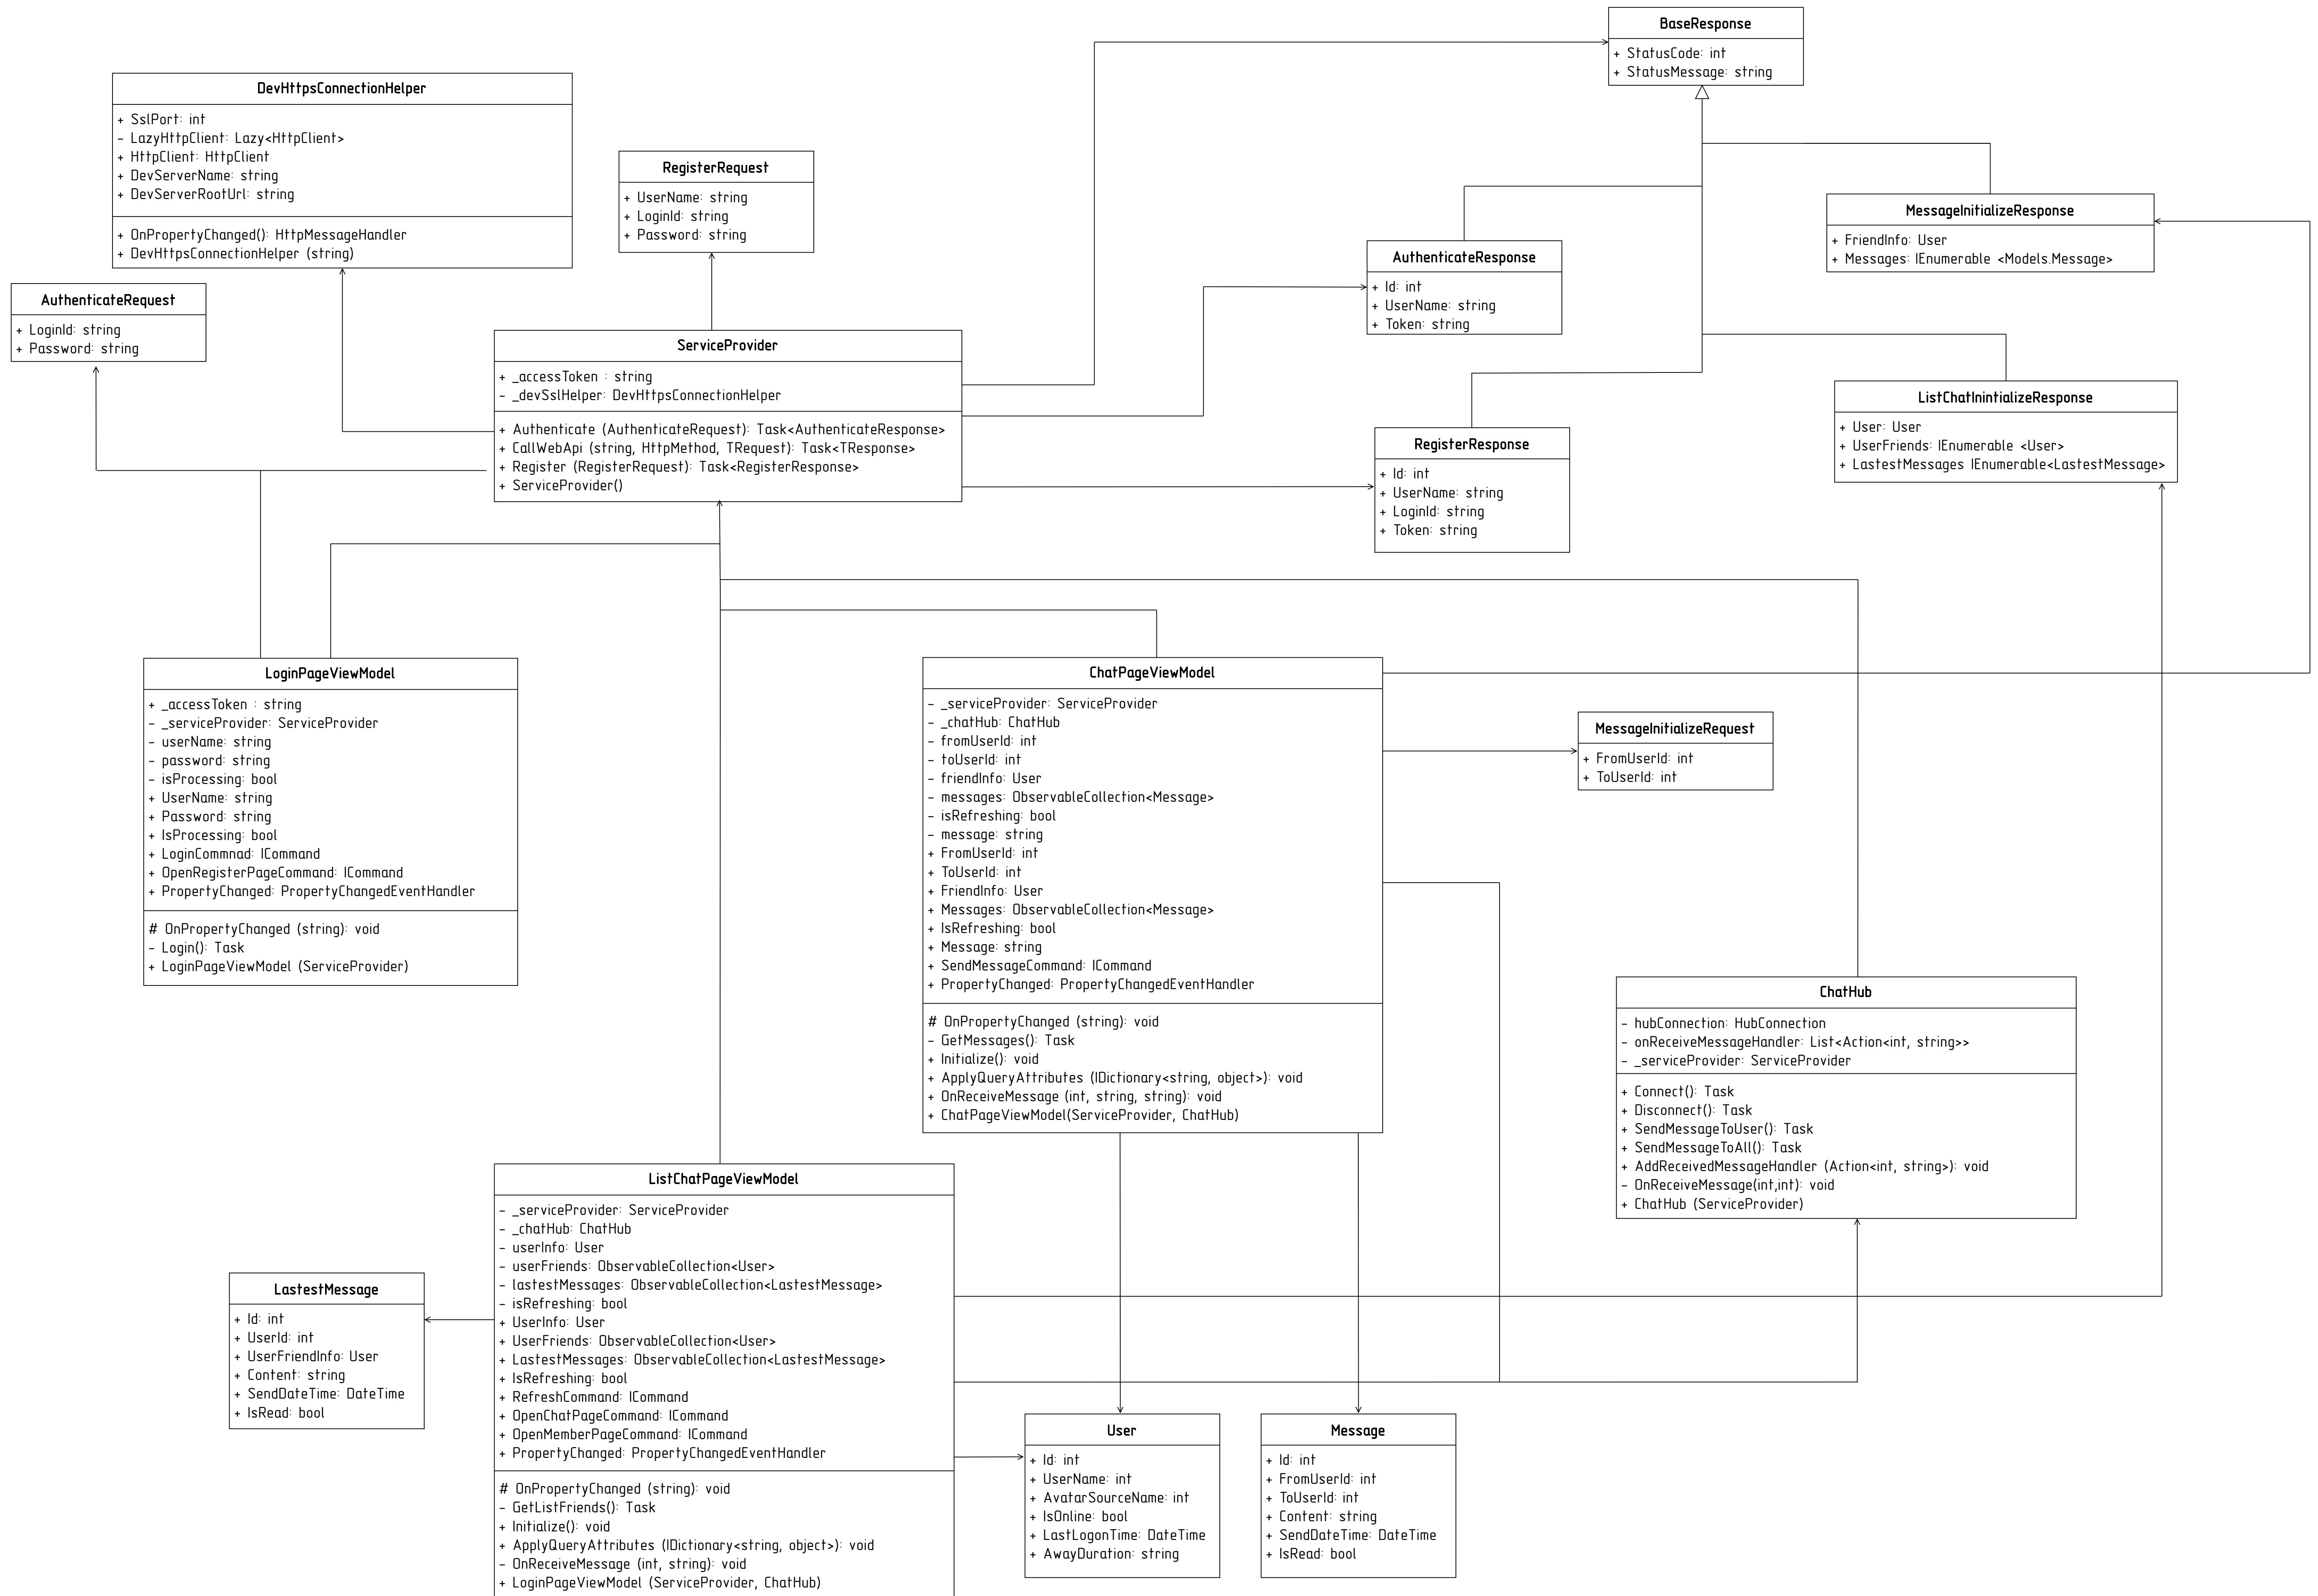 BaseResponse
+ StatusCode: int
+ StatusMessage: string
DevHttpsConnectionHelper
+ SslPort: int
- LazyHttpClient: Lazy<HttpClient>
+ HttpClient: HttpClient
+ DevServerName: string
+ DevServerRootUrl: string
+ OnPropertyChanged(): HttpMessageHandler
+ DevHttpsConnectionHelper (string)
RegisterRequest
+ UserName: string
+ LoginId: string
+ Password: string
MessageInitializeResponse
+ FriendInfo: User
+ Messages: IEnumerable <Models.Message>
AuthenticateResponse
+ Id: int
+ UserName: string
+ Token: string
AuthenticateRequest
+ LoginId: string
+ Password: string
ServiceProvider
+ _accessToken : string
- _devSslHelper: DevHttpsConnectionHelper
+ Authenticate (AuthenticateRequest): Task<AuthenticateResponse>
+ CallWebApi (string, HttpMethod, TRequest): Task<TResponse>
+ Register (RegisterRequest): Task<RegisterResponse>
+ ServiceProvider()
ListChatInintializeResponse
+ User: User
+ UserFriends: IEnumerable <User>
+ LastestMessages IEnumerable<LastestMessage>
RegisterResponse
+ Id: int
+ UserName: string
+ LoginId: string
+ Token: string
LoginPageViewModel
+ _accessToken : string
- _serviceProvider: ServiceProvider
- userName: string
- password: string
- isProcessing: bool
+ UserName: string
+ Password: string
+ IsProcessing: bool
+ LoginCommnad: ICommand
+ OpenRegisterPageCommand: ICommand
+ PropertyChanged: PropertyChangedEventHandler
# OnPropertyChanged (string): void
- Login(): Task
+ LoginPageViewModel (ServiceProvider)
ChatPageViewModel
- _serviceProvider: ServiceProvider
- _chatHub: ChatHub
- fromUserId: int
- toUserId: int
- friendInfo: User
- messages: ObservableCollection<Message>
- isRefreshing: bool
- message: string
+ FromUserId: int
+ ToUserId: int
+ FriendInfo: User
+ Messages: ObservableCollection<Message>
+ IsRefreshing: bool
+ Message: string
+ SendMessageCommand: ICommand
+ PropertyChanged: PropertyChangedEventHandler
# OnPropertyChanged (string): void
- GetMessages(): Task
+ Initialize(): void
+ ApplyQueryAttributes (IDictionary<string, object>): void
+ OnReceiveMessage (int, string, string): void
+ ChatPageViewModel(ServiceProvider, ChatHub)
MessageInitializeRequest
+ FromUserId: int
+ ToUserId: int
ChatHub
- hubConnection: HubConnection
- onReceiveMessageHandler: List<Action<int, string>>
- _serviceProvider: ServiceProvider
+ Connect(): Task
+ Disconnect(): Task
+ SendMessageToUser(): Task
+ SendMessageToAll(): Task
+ AddReceivedMessageHandler (Action<int, string>): void
- OnReceiveMessage(int,int): void
+ ChatHub (ServiceProvider)
ListChatPageViewModel
- _serviceProvider: ServiceProvider
- _chatHub: ChatHub
- userInfo: User
- userFriends: ObservableCollection<User>
- lastestMessages: ObservableCollection<LastestMessage>
- isRefreshing: bool
+ UserInfo: User
+ UserFriends: ObservableCollection<User>
+ LastestMessages: ObservableCollection<LastestMessage>
+ IsRefreshing: bool
+ RefreshCommand: ICommand
+ OpenChatPageCommand: ICommand
+ OpenMemberPageCommand: ICommand
+ PropertyChanged: PropertyChangedEventHandler
# OnPropertyChanged (string): void
- GetListFriends(): Task
+ Initialize(): void
+ ApplyQueryAttributes (IDictionary<string, object>): void
- OnReceiveMessage (int, string): void
+ LoginPageViewModel (ServiceProvider, ChatHub)
LastestMessage
+ Id: int
+ UserId: int
+ UserFriendInfo: User
+ Content: string
+ SendDateTime: DateTime
+ IsRead: bool
User
+ Id: int
+ UserName: int
+ AvatarSourceName: int
+ IsOnline: bool
+ LastLogonTime: DateTime
+ AwayDuration: string
Message
+ Id: int
+ FromUserId: int
+ ToUserId: int
+ Content: string
+ SendDateTime: DateTime
+ IsRead: bool